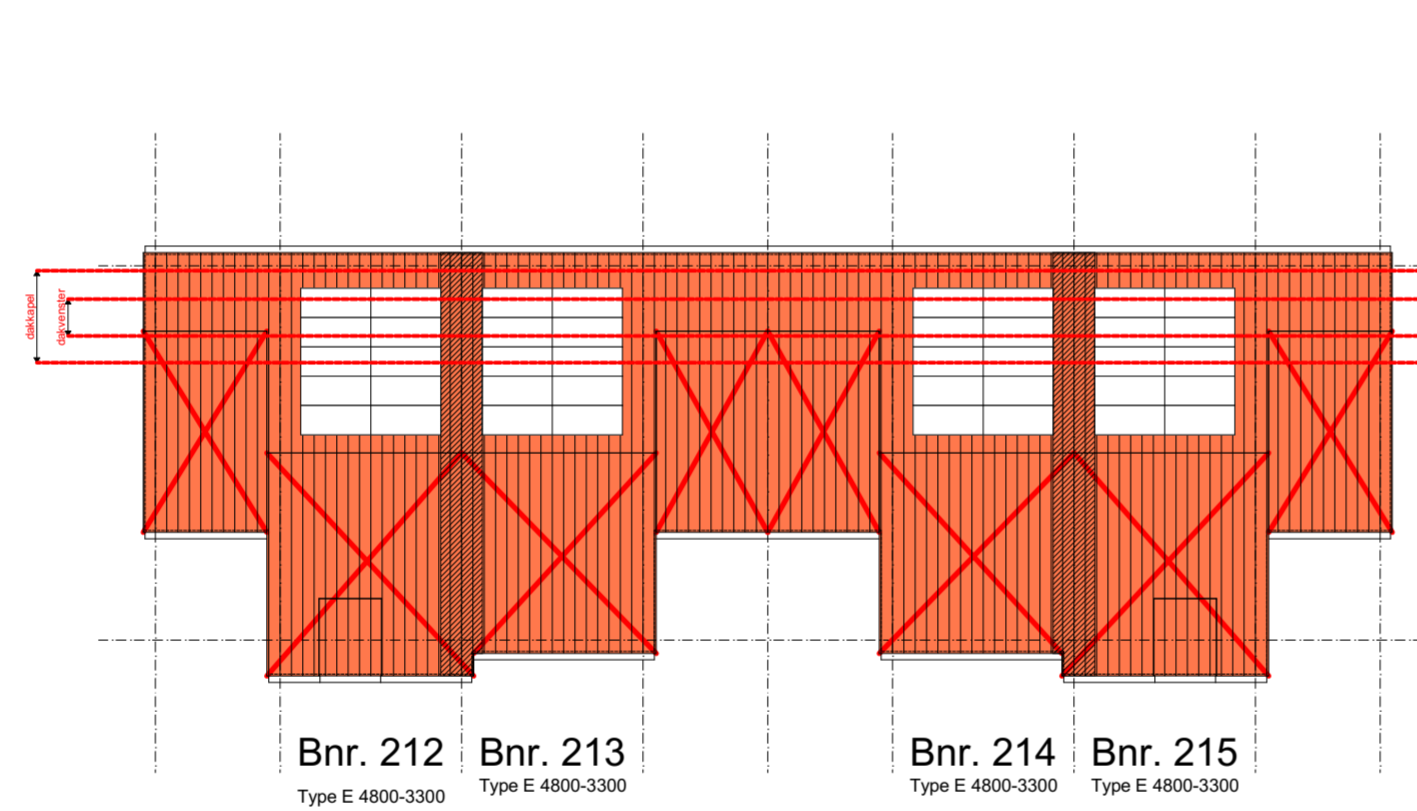 dakkapel
dakvenster
Bnr. 212
Type E 4800-3300
Bnr. 213
Type E 4800-3300
Bnr. 214
Type E 4800-3300
Bnr. 215
Type E 4800-3300